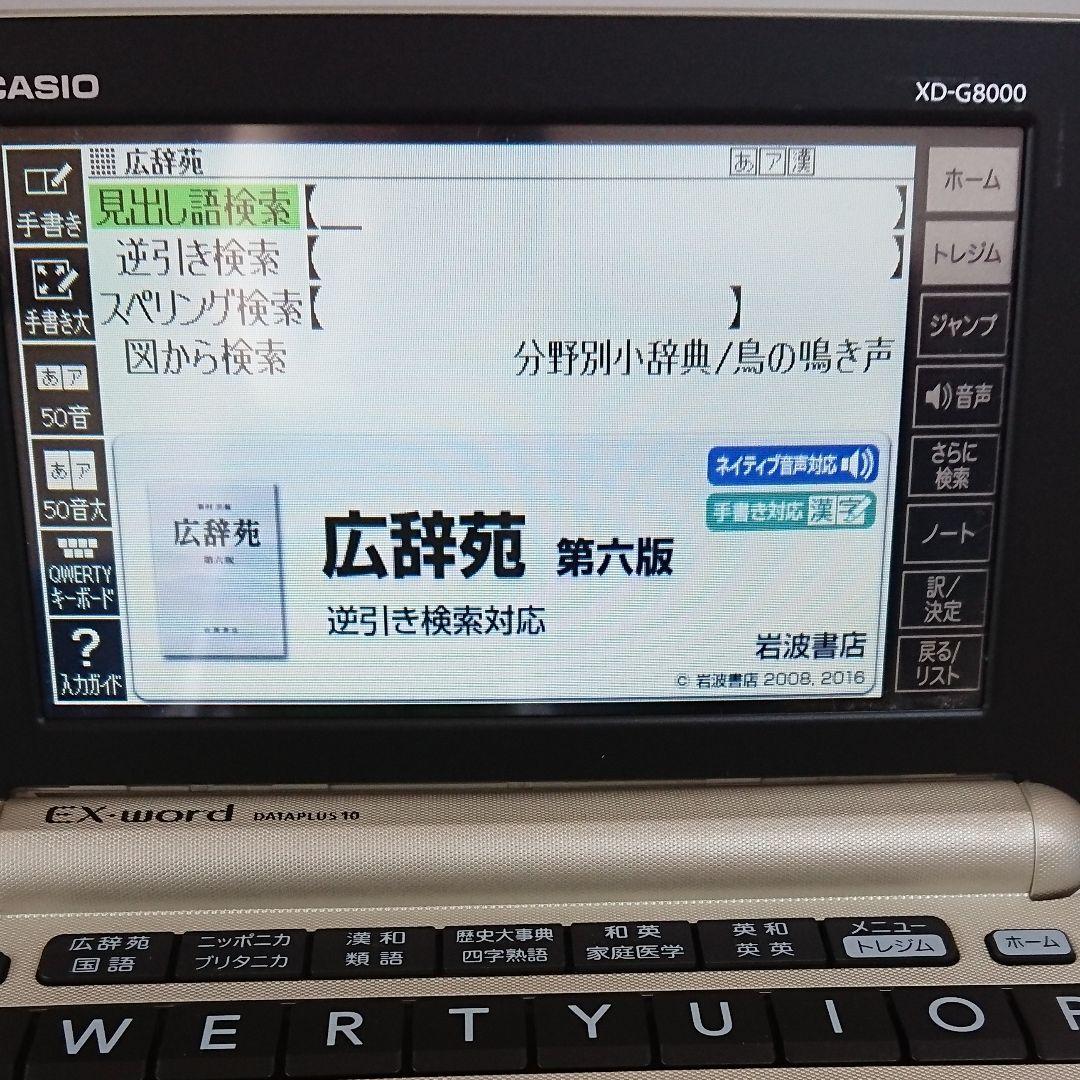 CASIO
XD-G8000
広辞苑
あ ア 漢
手書き
手書き大
あ ア
50音
あ ア
50音大
QWERTY
キーボード
?
入力ガイド
見出し語検索【 】
逆引き検索【 】
スペリング検索【 】
図から検索
分野別小辞典/鳥の鳴き声
ネイティブ音声対応
手書き対応 漢字
広辞苑
第六版
広辞苑 第六版
逆引き検索対応
岩波書店
© 岩波書店 2008, 2016
ホーム
トレジム
ジャンプ
音声
さらに
検索
ノート
訳/
決定
戻る/
リスト
EX-word DATAPLUS 10
広辞苑
国語
ニッポニカ
ブリタニカ
漢和
類語
歴史大事典
四字熟語
和英
家庭医学
英和
英英
メニュー
トレジム
ホーム
W E R T Y U I O